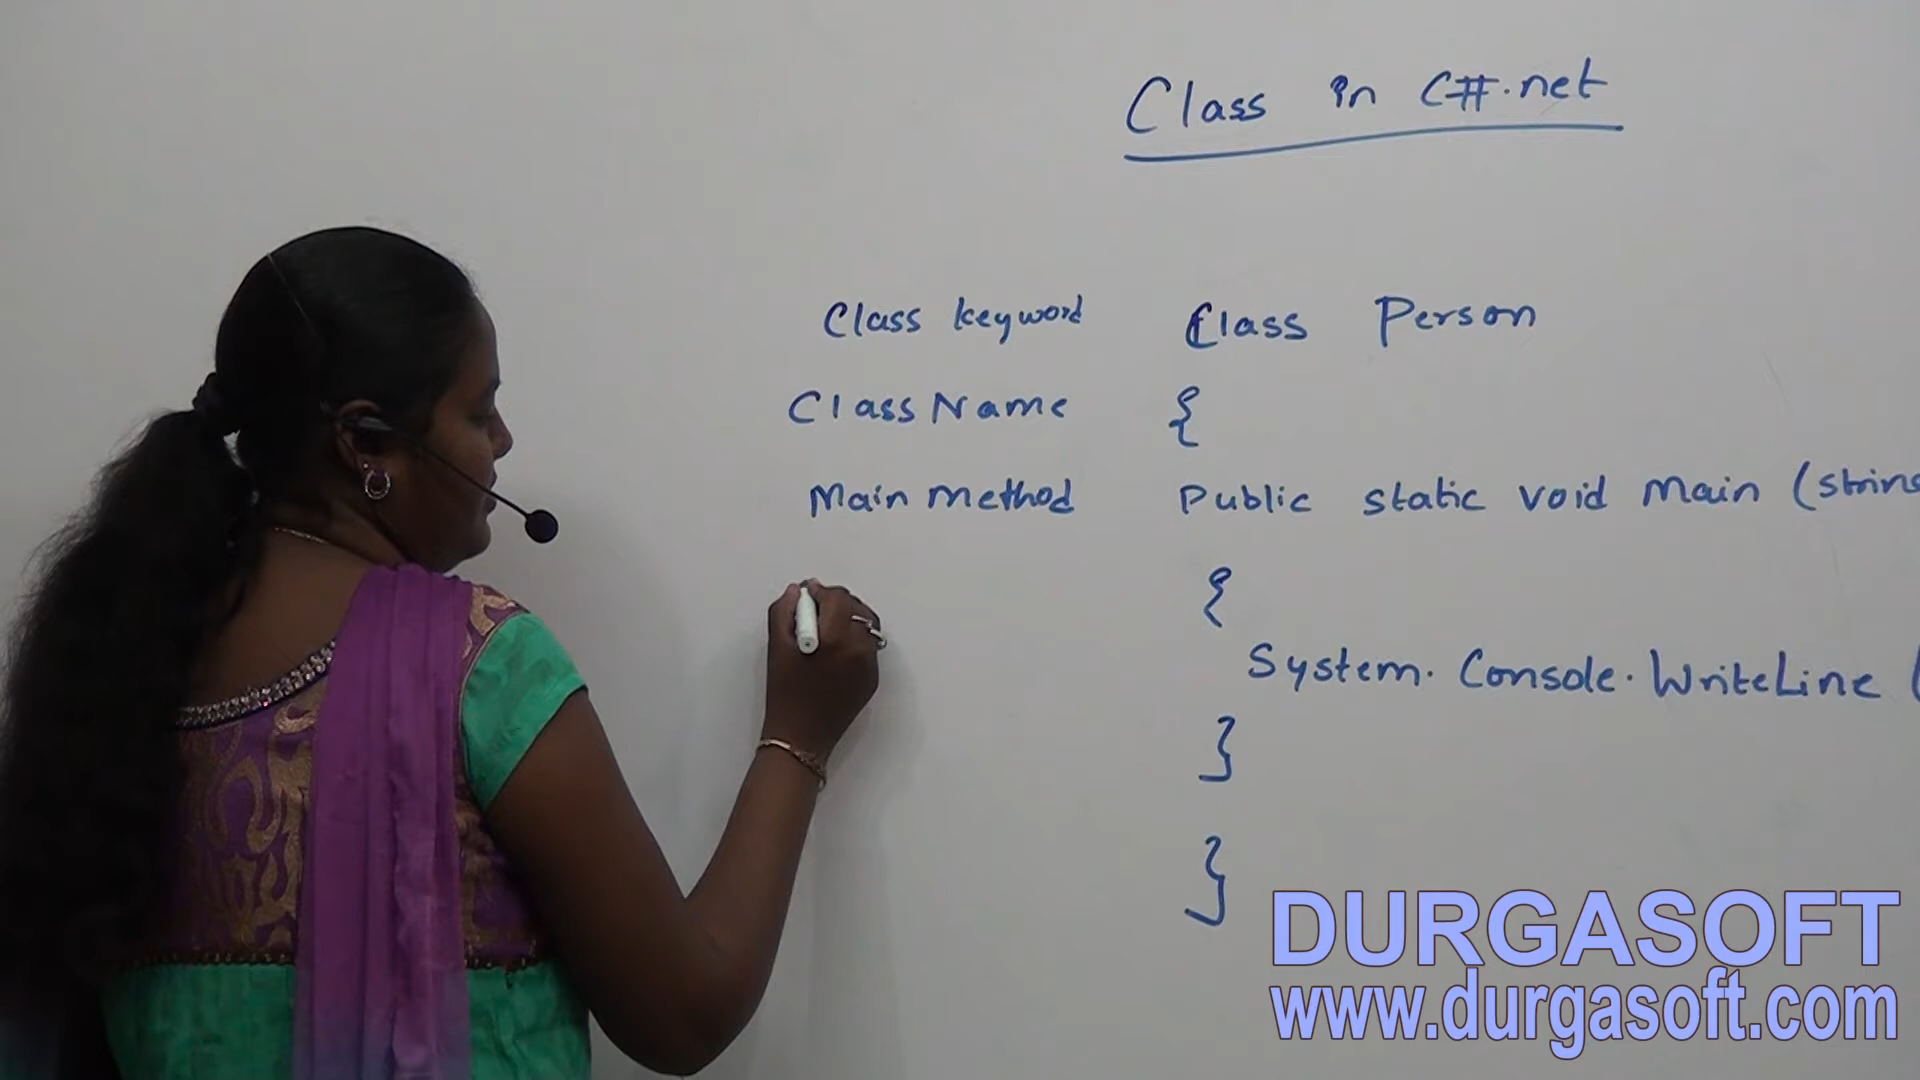 Class in C#.net
Class keyword Class Person
Class Name {
Main method Public static void Main (string
{
System. Console. WriteLine (
}
}
DURGASOFT
www.durgasoft.com